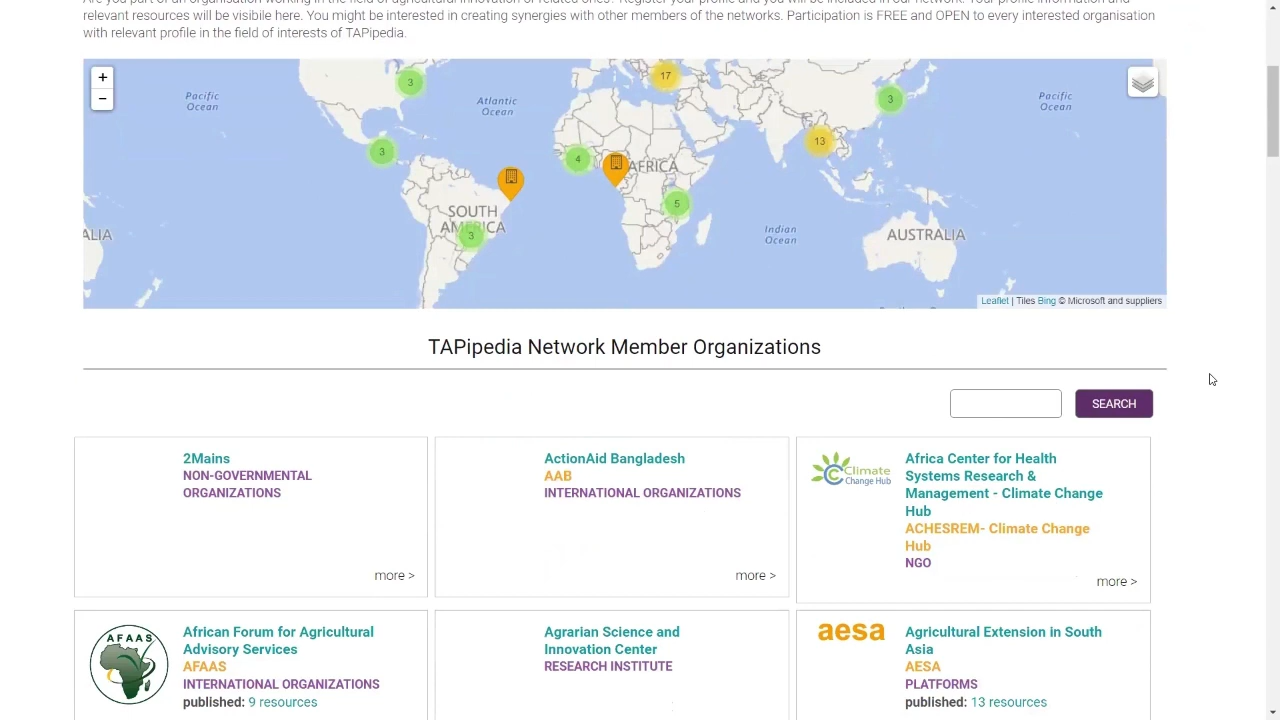 relevant resources will be visibile here. You might be interested in creating synergies with other members of the networks. Participation is FREE and OPEN to every interested organisation
with relevant profile in the field of interests of TAPipedia.
+
−
3
17
3
Pacific
Ocean
Atlantic
Ocean
Pacific
Ocean
13
3
4
AFRICA
5
SOUTH
AMERICA
3
Indian
Ocean
ALIA
AUSTRALIA
Leaflet | Tiles Bing © Microsoft and suppliers
TAPipedia Network Member Organizations
SEARCH
2Mains
NON-GOVERNMENTAL
ORGANIZATIONS
more >
ActionAid Bangladesh
AAB
INTERNATIONAL ORGANIZATIONS
more >
Climate
Change Hub
Africa Center for Health
Systems Research &
Management - Climate Change
Hub
ACHESREM- Climate Change
Hub
NGO
more >
AFAAS
African Forum for Agricultural
Advisory Services
AFAAS
INTERNATIONAL ORGANIZATIONS
published: 9 resources
Agrarian Science and
Innovation Center
RESEARCH INSTITUTE
aesa
Agricultural Extension in South
Asia
AESA
PLATFORMS
published: 13 resources